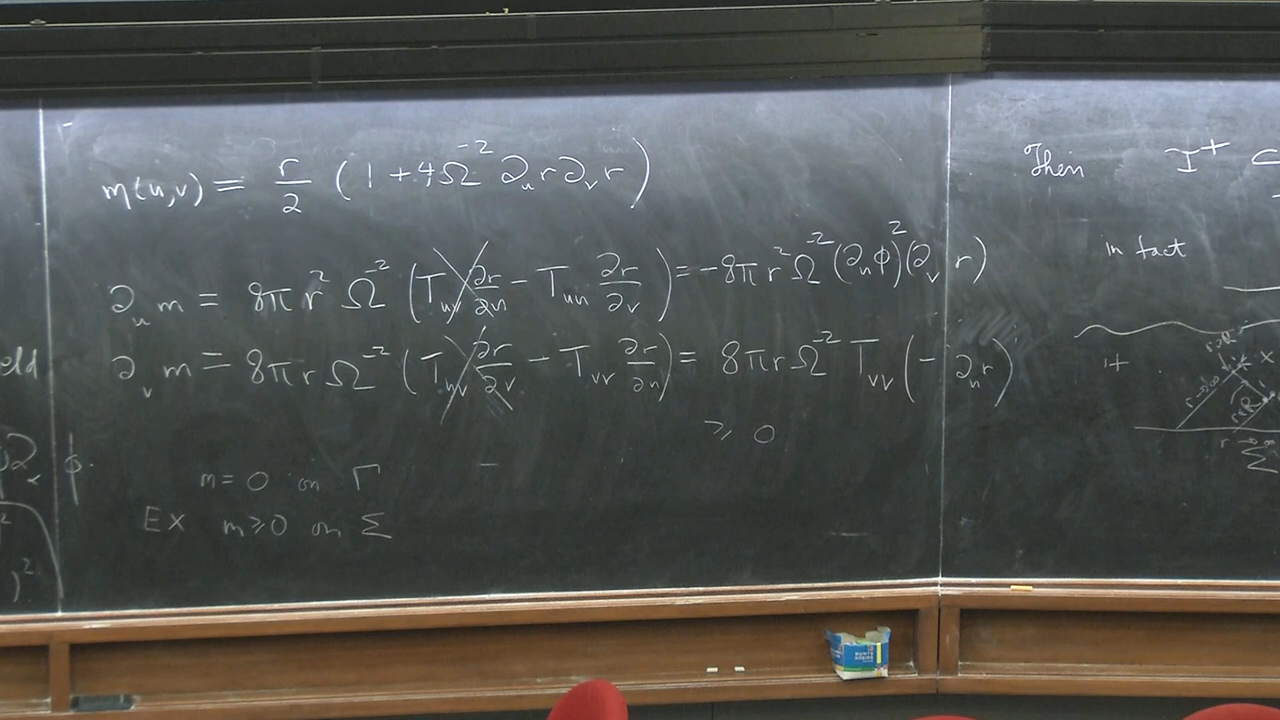 m(u,v) = r/2 (1 + 4Ω^-2 ∂_u r ∂_v r)
∂_u m = 8π r^2 Ω^-2 (T_uv ∂r/∂u − T_uu ∂r/∂v) = −8π r^2 Ω^-2 (∂_u φ)^2 (∂_v r)
∂_v m = 8π r Ω^-2 (T_uv ∂r/∂v − T_vv ∂r/∂u) = 8π r Ω^-2 T_vv (−∂_u r)
≥ 0
m = 0 on Γ
Ex m ≥ 0 on Σ
Then I^+ C
in fact
r→∞
Σ